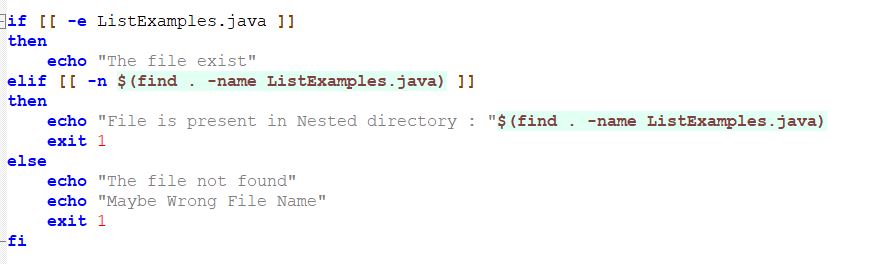 if [[ -e ListExamples.java ]]
then
    echo "The file exist"
elif [[ -n $(find . -name ListExamples.java) ]]
then
    echo "File is present in Nested directory : "$(find . -name ListExamples.java)
    exit 1
else
    echo "The file not found"
    echo "Maybe Wrong File Name"
    exit 1
fi